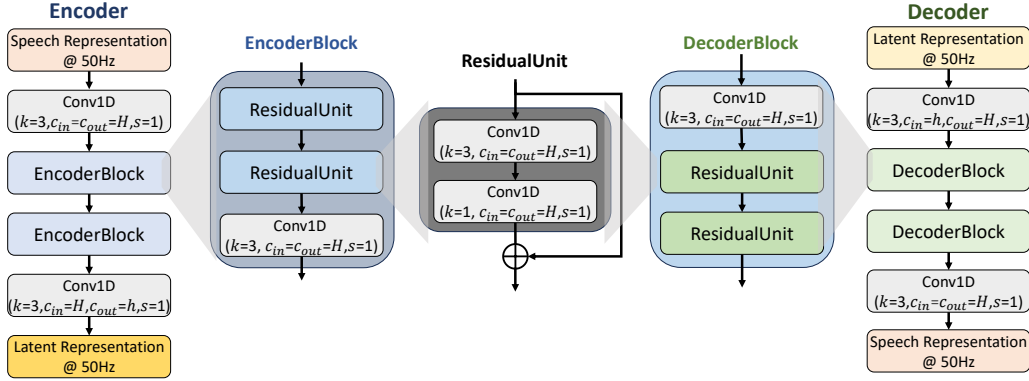 Encoder
Speech Representation
@ 50Hz
Conv1D
(k=3,c_in=c_out=H,s=1)
EncoderBlock
EncoderBlock
Conv1D
(k=3,c_in=H,c_out=h,s=1)
Latent Representation
@ 50Hz
EncoderBlock
ResidualUnit
ResidualUnit
Conv1D
(k=3, c_in=c_out=H,s=1)
ResidualUnit
Conv1D
(k=3, c_in=c_out=H,s=1)
Conv1D
(k=1, c_in=c_out=H,s=1)
DecoderBlock
Conv1D
(k=3, c_in=c_out=H,s=1)
ResidualUnit
ResidualUnit
Decoder
Latent Representation
@ 50Hz
Conv1D
(k=3,c_in=h,c_out=H,s=1)
DecoderBlock
DecoderBlock
Conv1D
(k=3,c_in=c_out=H,s=1)
Speech Representation
@ 50Hz